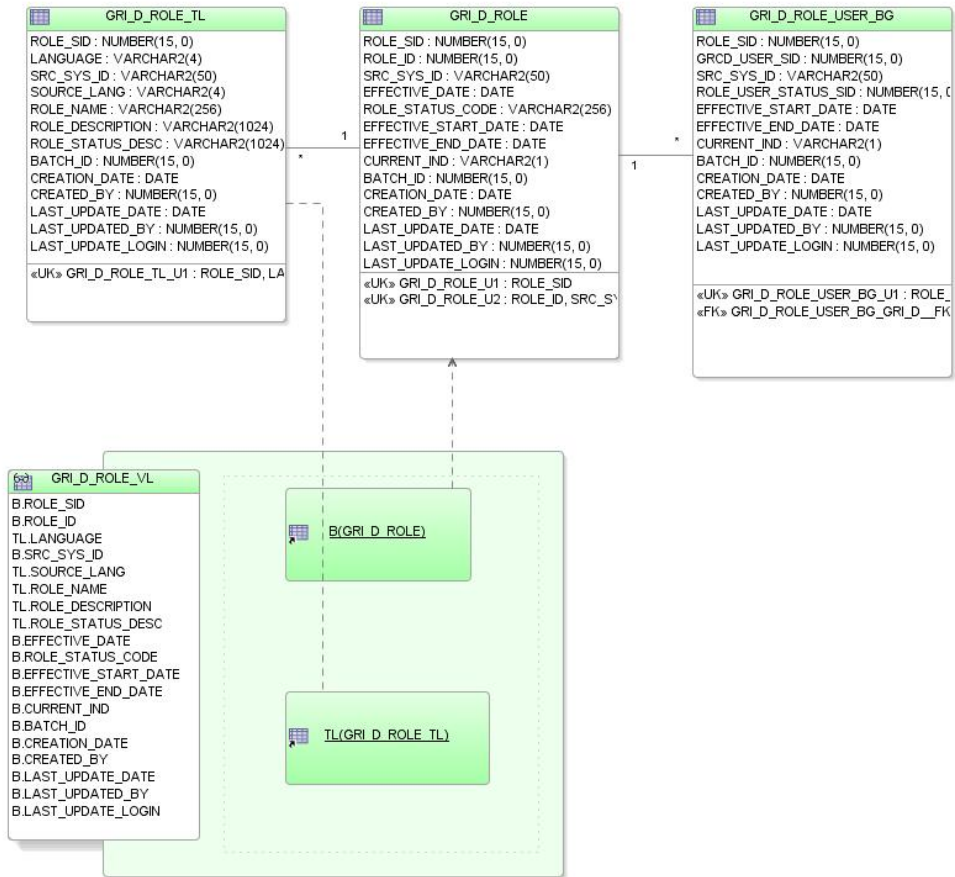 GRI_D_ROLE_TL
ROLE_SID : NUMBER(15, 0)
LANGUAGE : VARCHAR2(4)
SRC_SYS_ID : VARCHAR2(50)
SOURCE_LANG : VARCHAR2(4)
ROLE_NAME : VARCHAR2(256)
ROLE_DESCRIPTION : VARCHAR2(1024)
ROLE_STATUS_DESC : VARCHAR2(1024)
BATCH_ID : NUMBER(15, 0)
CREATION_DATE : DATE
CREATED_BY : NUMBER(15, 0)
LAST_UPDATE_DATE : DATE
LAST_UPDATED_BY : NUMBER(15, 0)
LAST_UPDATE_LOGIN : NUMBER(15, 0)
«UK» GRI_D_ROLE_TL_U1 : ROLE_SID, LA
1
*
GRI_D_ROLE
ROLE_SID : NUMBER(15, 0)
ROLE_ID : NUMBER(15, 0)
SRC_SYS_ID : VARCHAR2(50)
EFFECTIVE_DATE : DATE
ROLE_STATUS_CODE : VARCHAR2(256)
EFFECTIVE_START_DATE : DATE
EFFECTIVE_END_DATE : DATE
CURRENT_IND : VARCHAR2(1)
BATCH_ID : NUMBER(15, 0)
CREATION_DATE : DATE
CREATED_BY : NUMBER(15, 0)
LAST_UPDATE_DATE : DATE
LAST_UPDATED_BY : NUMBER(15, 0)
LAST_UPDATE_LOGIN : NUMBER(15, 0)
«UK» GRI_D_ROLE_U1 : ROLE_SID
«UK» GRI_D_ROLE_U2 : ROLE_ID, SRC_SY
*
1
GRI_D_ROLE_USER_BG
ROLE_SID : NUMBER(15, 0)
GRCD_USER_SID : NUMBER(15, 0)
SRC_SYS_ID : VARCHAR2(50)
ROLE_USER_STATUS_SID : NUMBER(15, 0
EFFECTIVE_START_DATE : DATE
EFFECTIVE_END_DATE : DATE
CURRENT_IND : VARCHAR2(1)
BATCH_ID : NUMBER(15, 0)
CREATION_DATE : DATE
CREATED_BY : NUMBER(15, 0)
LAST_UPDATE_DATE : DATE
LAST_UPDATED_BY : NUMBER(15, 0)
LAST_UPDATE_LOGIN : NUMBER(15, 0)
«UK» GRI_D_ROLE_USER_BG_U1 : ROLE_
«FK» GRI_D_ROLE_USER_BG_GRI_D__FK
GRI_D_ROLE_VL
B.ROLE_SID
B.ROLE_ID
TL.LANGUAGE
B.SRC_SYS_ID
TL.SOURCE_LANG
TL.ROLE_NAME
TL.ROLE_DESCRIPTION
TL.ROLE_STATUS_DESC
B.EFFECTIVE_DATE
B.ROLE_STATUS_CODE
B.EFFECTIVE_START_DATE
B.EFFECTIVE_END_DATE
B.CURRENT_IND
B.BATCH_ID
B.CREATION_DATE
B.CREATED_BY
B.LAST_UPDATE_DATE
B.LAST_UPDATED_BY
B.LAST_UPDATE_LOGIN
B(GRI_D_ROLE)
TL(GRI_D_ROLE_TL)